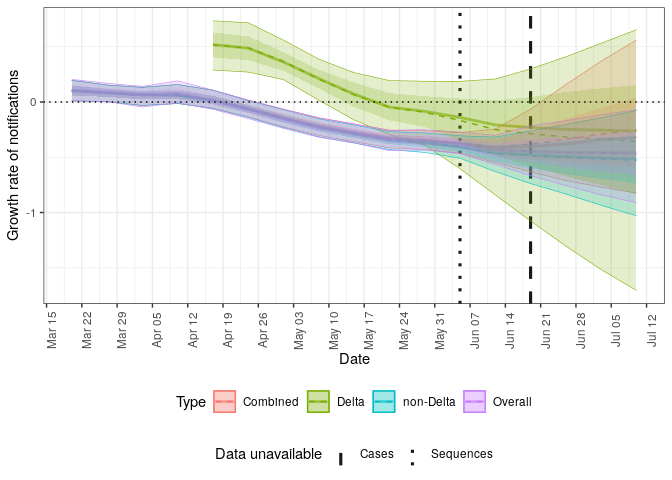 Growth rate of notifications
0
-1
Mar 15
Mar 22
Mar 29
Apr 05
Apr 12
Apr 19
Apr 26
May 03
May 10
May 17
May 24
May 31
Jun 07
Jun 14
Jun 21
Jun 28
Jul 05
Jul 12
Date
Type Combined Delta non-Delta Overall
Data unavailable Cases Sequences